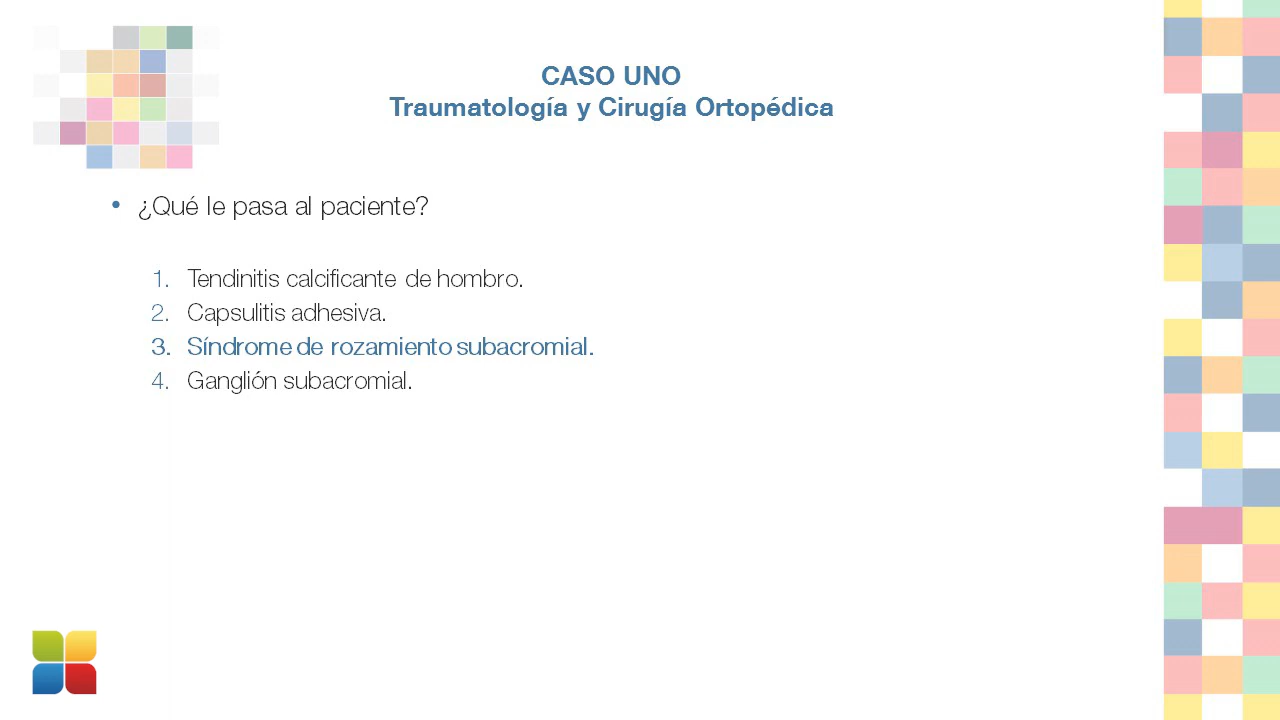 CASO UNO
Traumatología y Cirugía Ortopédica
• ¿Qué le pasa al paciente?
1. Tendinitis calcificante de hombro.
2. Capsulitis adhesiva.
3. Síndrome de rozamiento subacromial.
4. Ganglión subacromial.